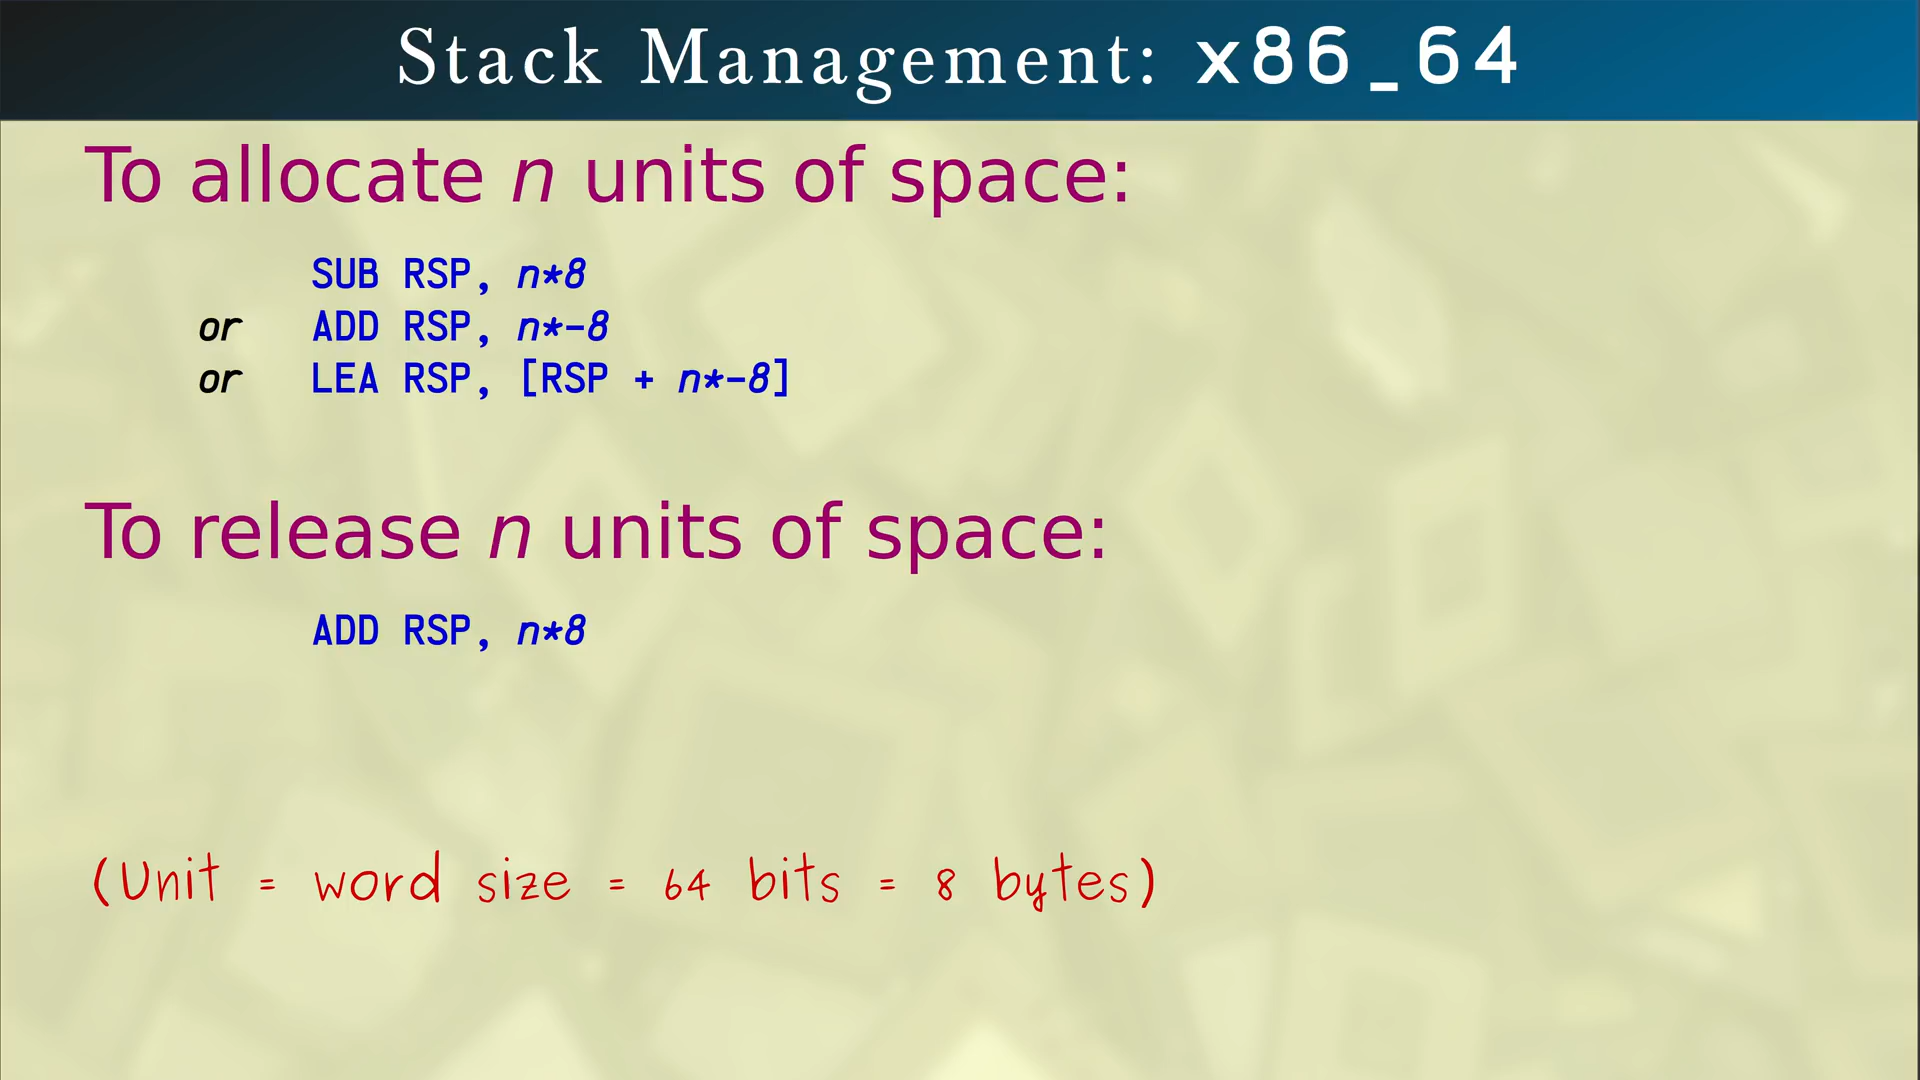 Stack Management: x86_64
To allocate n units of space:
SUB RSP, n*8
or ADD RSP, n*-8
or LEA RSP, [RSP + n*-8]
To release n units of space:
ADD RSP, n*8
(Unit = word size = 64 bits = 8 bytes)